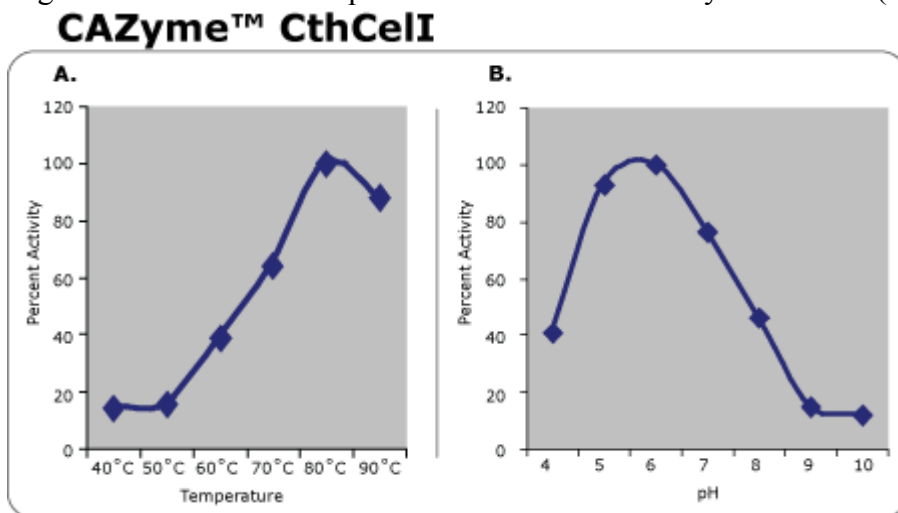 CAZyme™ CthCelI
A.
120
100
80
60
40
20
0
Percent Activity
40°C 50°C 60°C 70°C 80°C 90°C
Temperature
B.
120
100
80
60
40
20
0
Percent Activity
4 5 6 7 8 9 10
pH